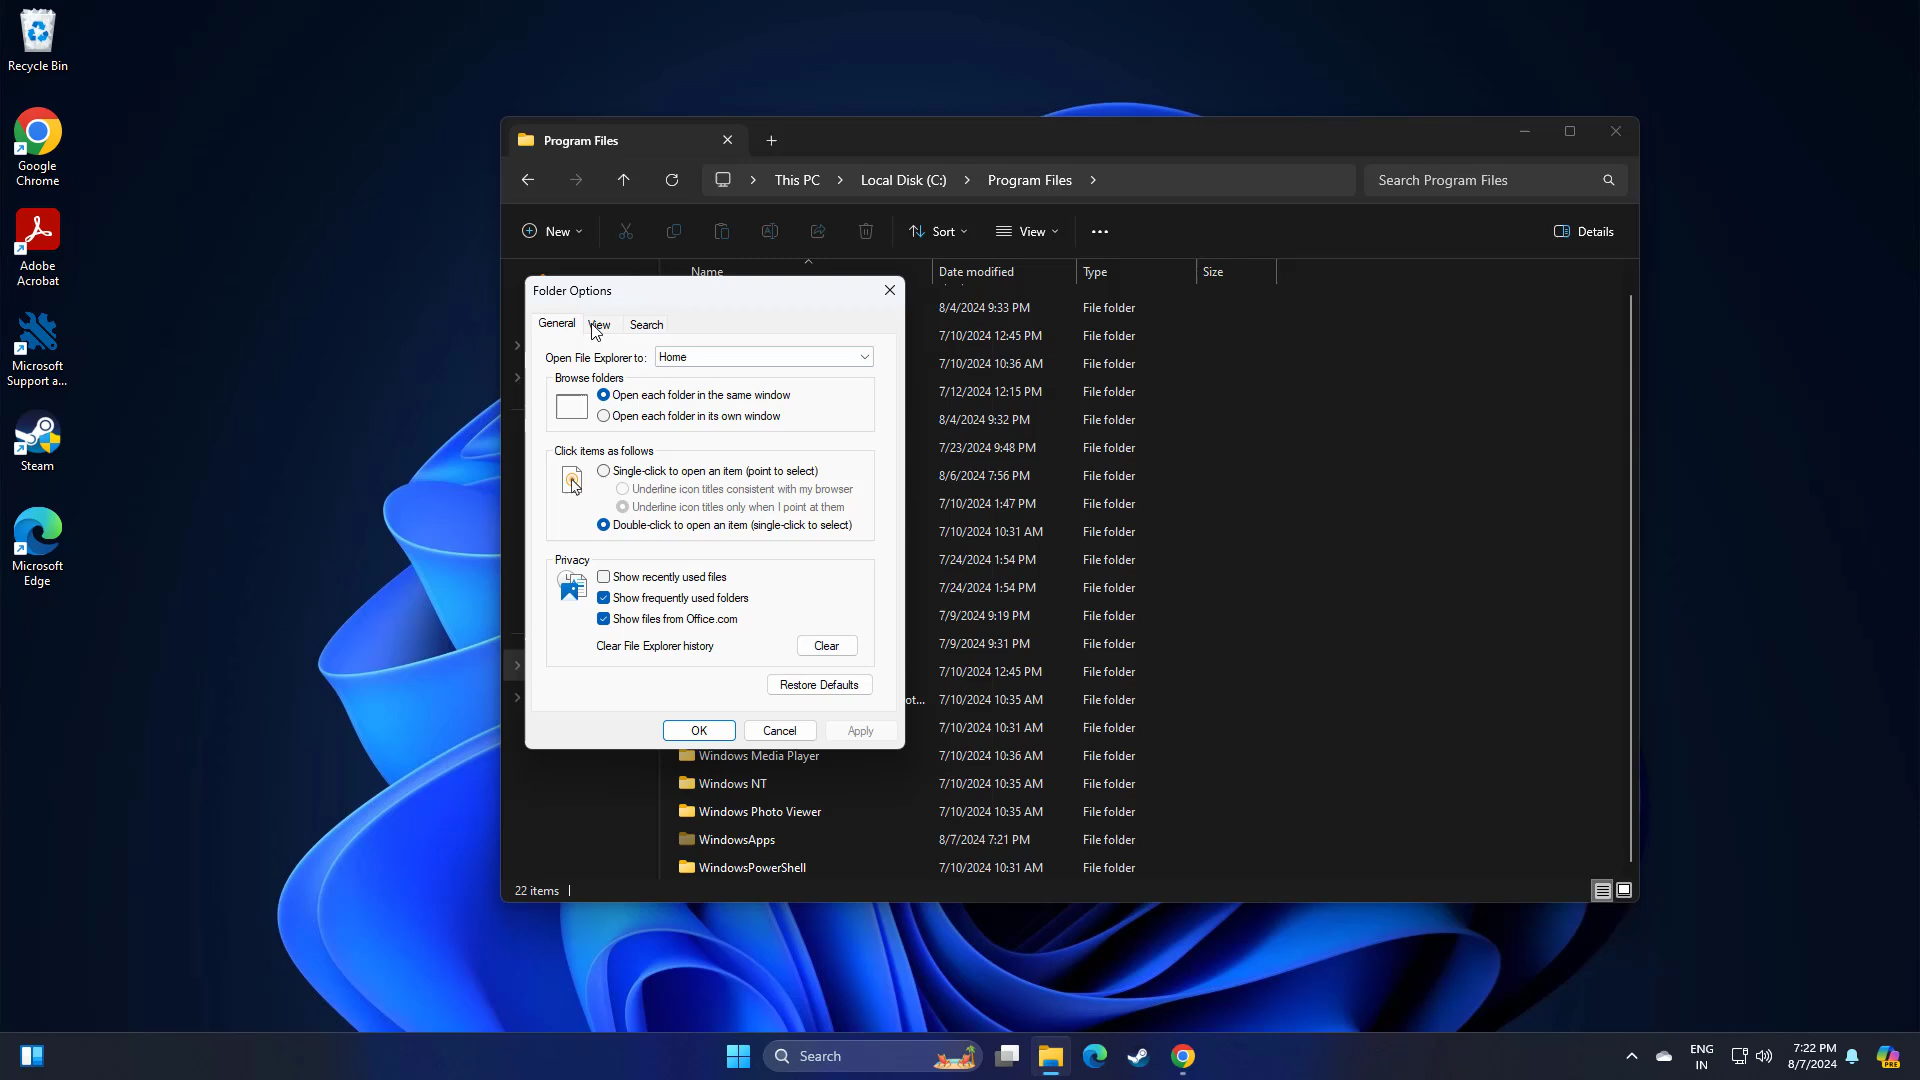 Recycle Bin
Google
Chrome
Adobe
Acrobat
Microsoft
Support a...
Steam
Microsoft
Edge
Program Files
This PC
Local Disk (C:)
Program Files
Search Program Files
New
Sort
View
Details
Name
Date modified
Type
Size
Folder Options
General
View
Search
Open File Explorer to:
Home
Browse folders
Open each folder in the same window
Open each folder in its own window
Click items as follows
Single-click to open an item (point to select)
Underline icon titles consistent with my browser
Underline icon titles only when I point at them
Double-click to open an item (single-click to select)
Privacy
Show recently used files
Show frequently used folders
Show files from Office.com
Clear File Explorer history
Clear
Restore Defaults
OK
Cancel
Apply
8/4/2024 9:33 PM File folder
7/10/2024 12:45 PM File folder
7/10/2024 10:36 AM File folder
7/12/2024 12:15 PM File folder
8/4/2024 9:32 PM File folder
7/23/2024 9:48 PM File folder
8/6/2024 7:56 PM File folder
7/10/2024 1:47 PM File folder
7/10/2024 10:31 AM File folder
7/24/2024 1:54 PM File folder
7/24/2024 1:54 PM File folder
7/9/2024 9:19 PM File folder
7/9/2024 9:31 PM File folder
7/10/2024 12:45 PM File folder
ot... 7/10/2024 10:35 AM File folder
7/10/2024 10:31 AM File folder
Windows Media Player 7/10/2024 10:36 AM File folder
Windows NT 7/10/2024 10:35 AM File folder
Windows Photo Viewer 7/10/2024 10:35 AM File folder
WindowsApps 8/7/2024 7:21 PM File folder
WindowsPowerShell 7/10/2024 10:31 AM File folder
22 items
Search
ENG
IN
7:22 PM
8/7/2024
PRE